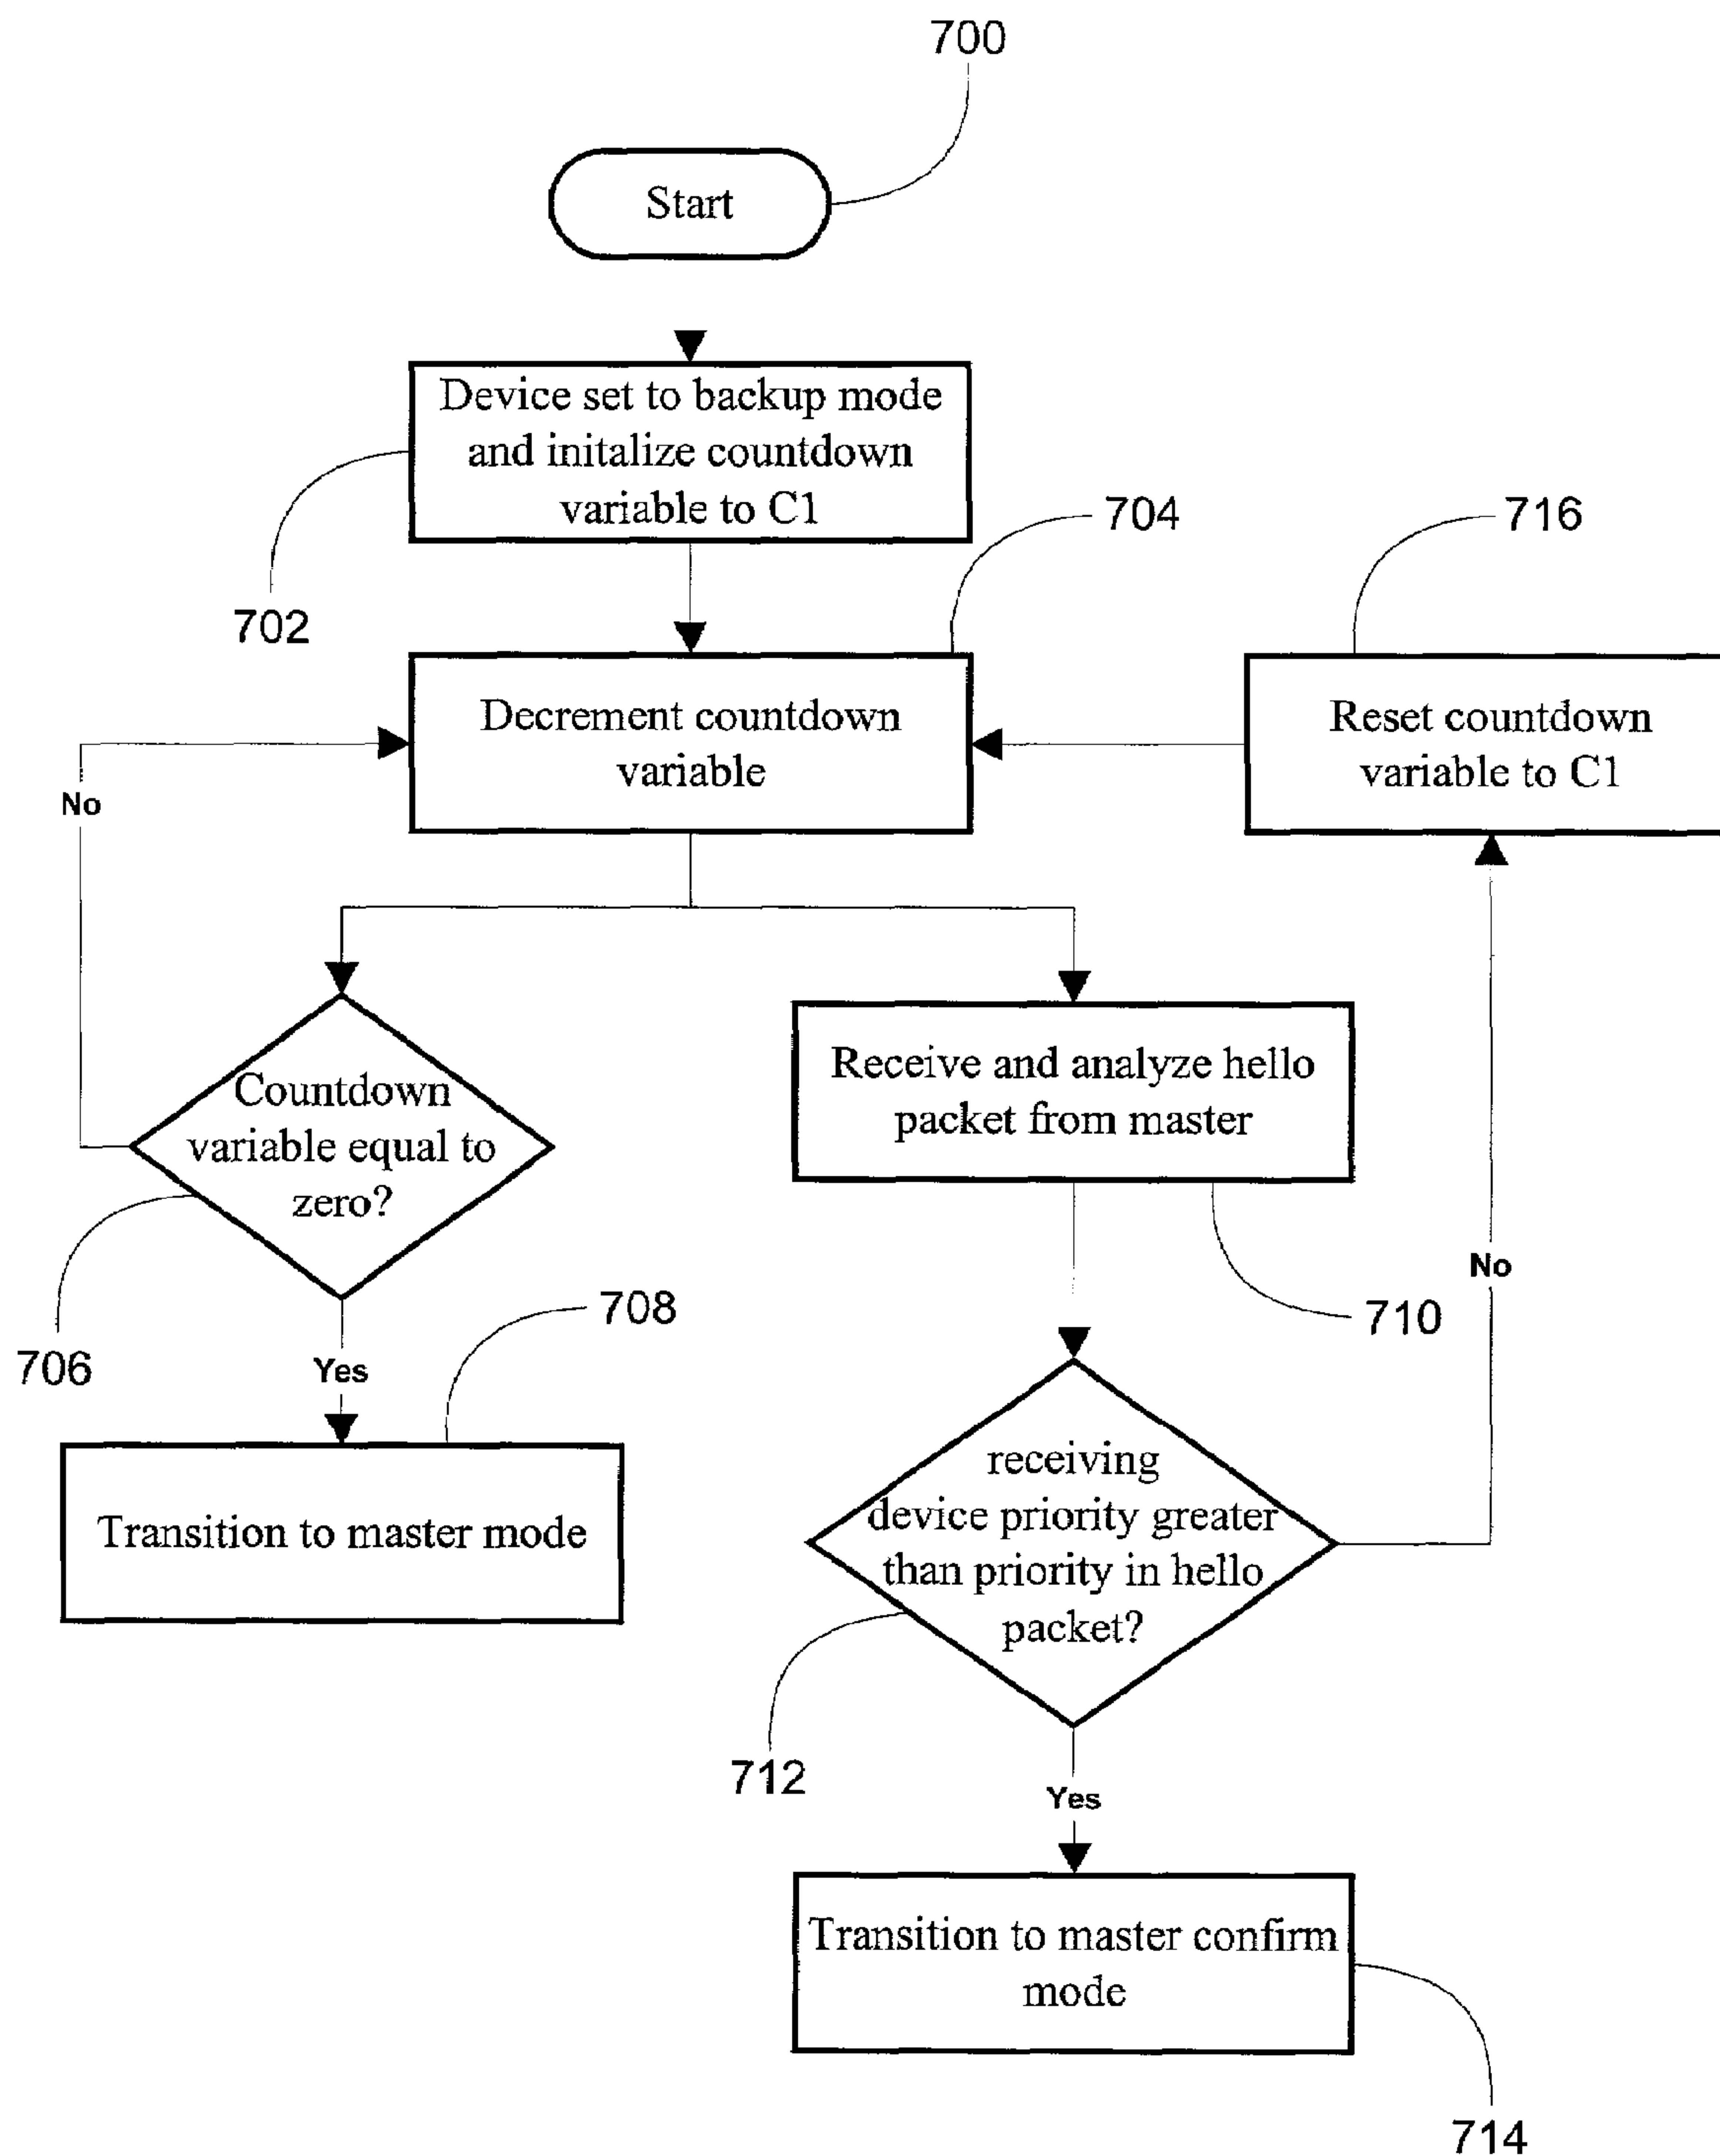 700
Start
Device set to backup mode
and initalize countdown
variable to C1
702
704
716
Decrement countdown
variable
Reset countdown
variable to C1
No
Countdown
variable equal to
zero?
706
Receive and analyze hello
packet from master
710
No
Yes
708
Transition to master mode
receiving
device priority greater
than priority in hello
packet?
712
Yes
Transition to master confirm
mode
714